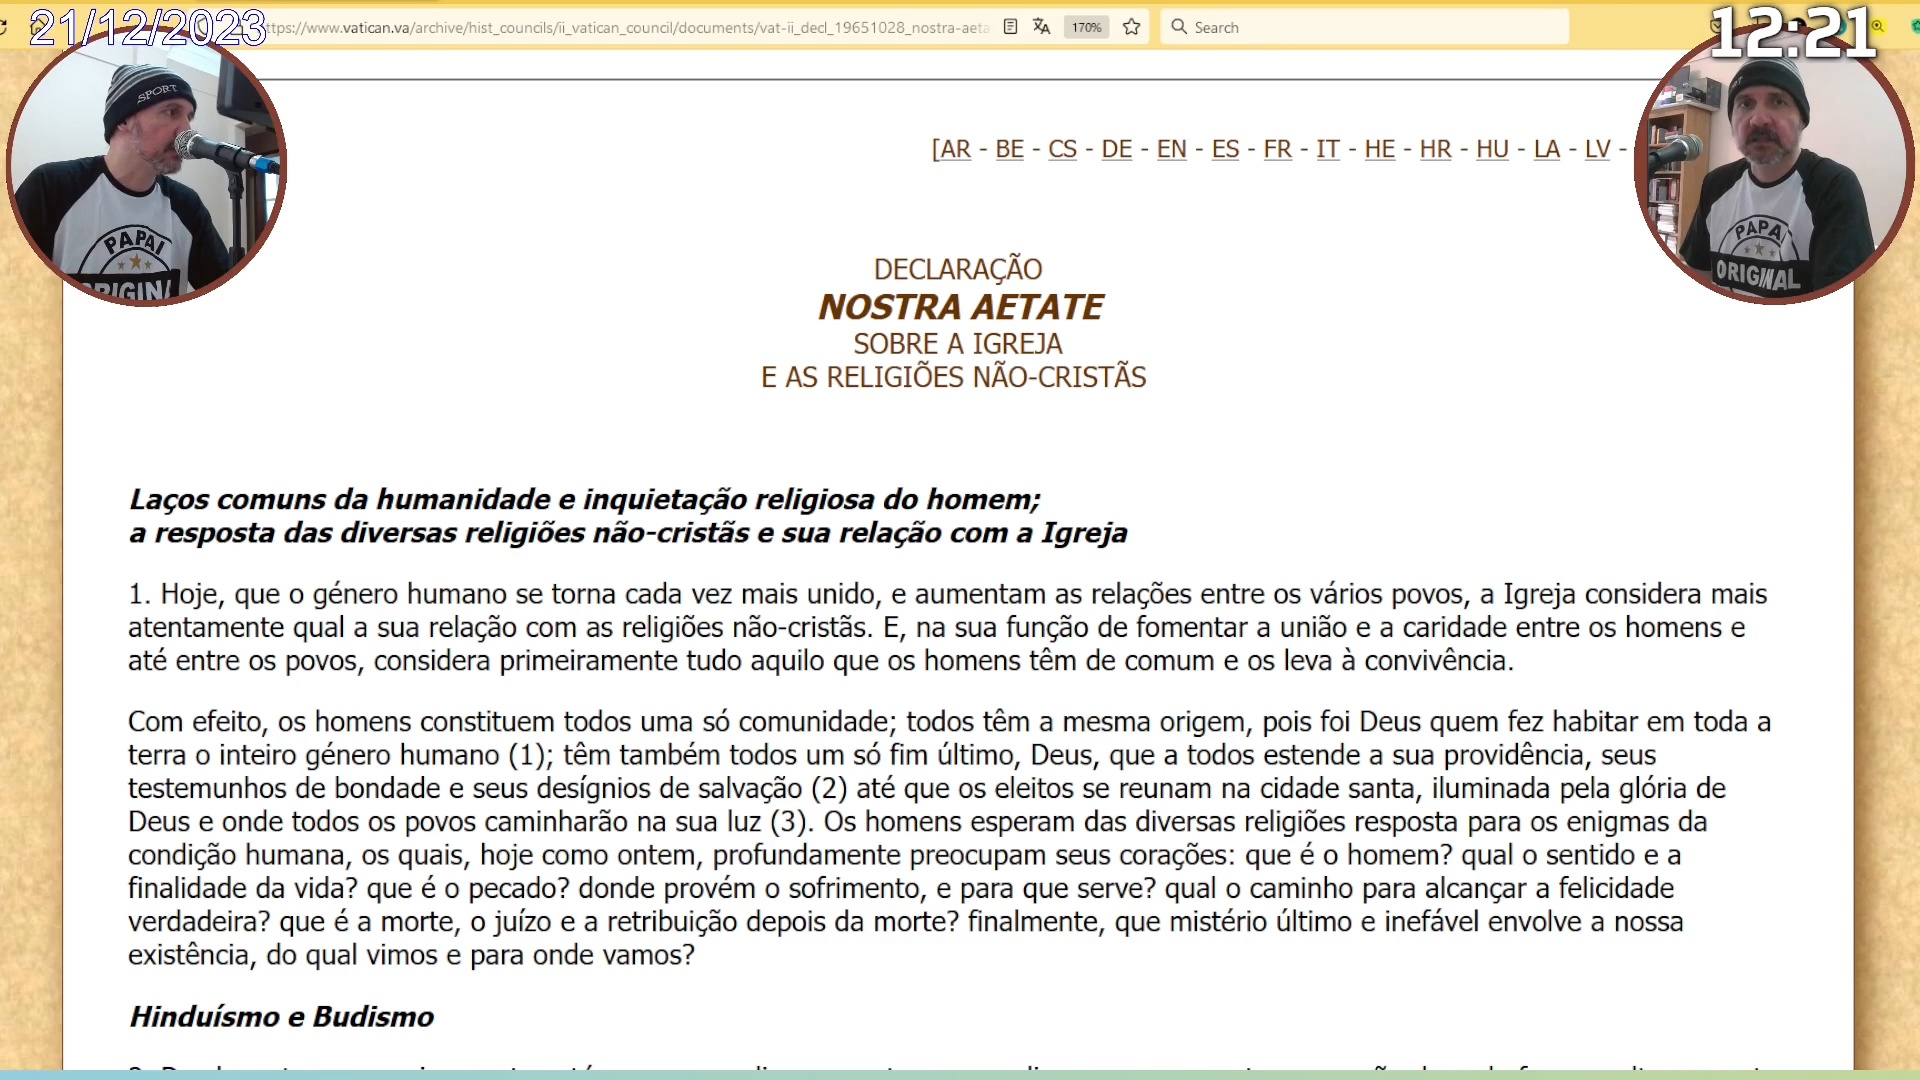 21/12/2023
https://www.vatican.va/archive/hist_councils/ii_vatican_council/documents/vat-ii_decl_19651028_nostra-aeta
170%
Search
12:21
SPORT
PAPAI
ORIGINAL
PAPAI
ORIGINAL
[AR - BE - CS - DE - EN - ES - FR - IT - HE - HR - HU - LA - LV -
DECLARAÇÃO
NOSTRA AETATE
SOBRE A IGREJA
E AS RELIGIÕES NÃO-CRISTÃS
Laços comuns da humanidade e inquietação religiosa do homem;
a resposta das diversas religiões não-cristãs e sua relação com a Igreja
1. Hoje, que o género humano se torna cada vez mais unido, e aumentam as relações entre os vários povos, a Igreja considera mais
atentamente qual a sua relação com as religiões não-cristãs. E, na sua função de fomentar a união e a caridade entre os homens e
até entre os povos, considera primeiramente tudo aquilo que os homens têm de comum e os leva à convivência.
Com efeito, os homens constituem todos uma só comunidade; todos têm a mesma origem, pois foi Deus quem fez habitar em toda a
terra o inteiro género humano (1); têm também todos um só fim último, Deus, que a todos estende a sua providência, seus
testemunhos de bondade e seus desígnios de salvação (2) até que os eleitos se reunam na cidade santa, iluminada pela glória de
Deus e onde todos os povos caminharão na sua luz (3). Os homens esperam das diversas religiões resposta para os enigmas da
condição humana, os quais, hoje como ontem, profundamente preocupam seus corações: que é o homem? qual o sentido e a
finalidade da vida? que é o pecado? donde provém o sofrimento, e para que serve? qual o caminho para alcançar a felicidade
verdadeira? que é a morte, o juízo e a retribuição depois da morte? finalmente, que mistério último e inefável envolve a nossa
existência, do qual vimos e para onde vamos?
Hinduísmo e Budismo